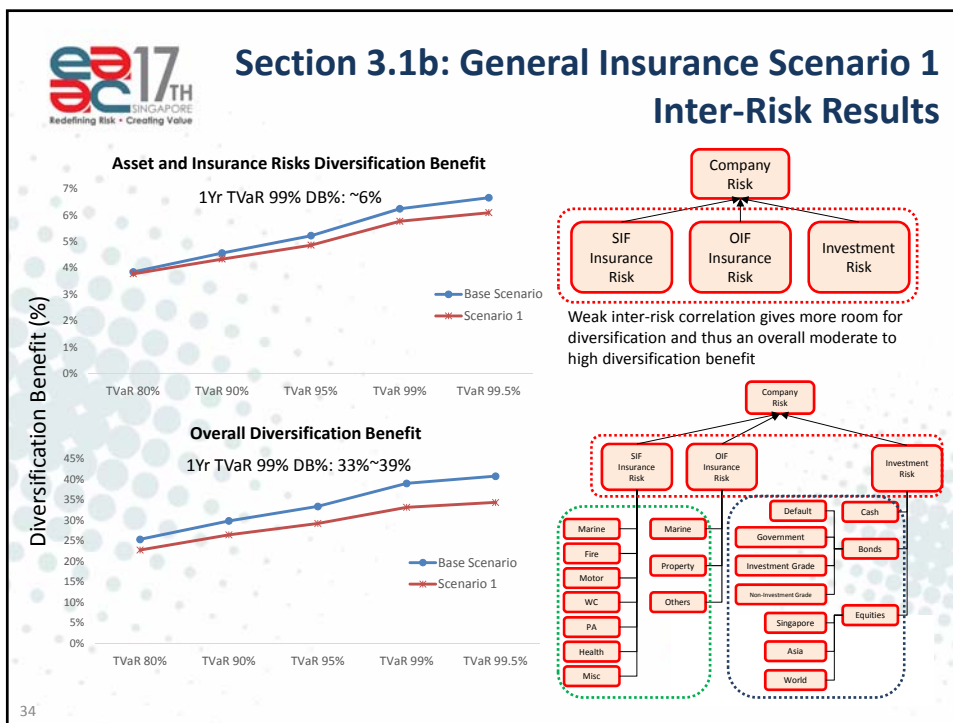 eaac 17TH
SINGAPORE
Redefining Risk • Creating Value
Section 3.1b: General Insurance Scenario 1
Inter-Risk Results
Diversification Benefit (%)
Asset and Insurance Risks Diversification Benefit
1Yr TVaR 99% DB%: ~6%
7%
6%
5%
4%
3%
2%
1%
0%
Base Scenario
Scenario 1
TVaR 80% TVaR 90% TVaR 95% TVaR 99% TVaR 99.5%
Overall Diversification Benefit
1Yr TVaR 99% DB%: 33%~39%
45%
40%
35%
30%
25%
20%
15%
10%
5%
0%
Base Scenario
Scenario 1
TVaR 80% TVaR 90% TVaR 95% TVaR 99% TVaR 99.5%
Company
Risk
SIF
Insurance
Risk
OIF
Insurance
Risk
Investment
Risk
Weak inter-risk correlation gives more room for
diversification and thus an overall moderate to
high diversification benefit
Company
Risk
SIF
Insurance
Risk
OIF
Insurance
Risk
Investment
Risk
Marine
Fire
Motor
WC
PA
Health
Misc
Marine
Property
Others
Default
Government
Investment Grade
Non-Investment Grade
Singapore
Asia
World
Cash
Bonds
Equities
34